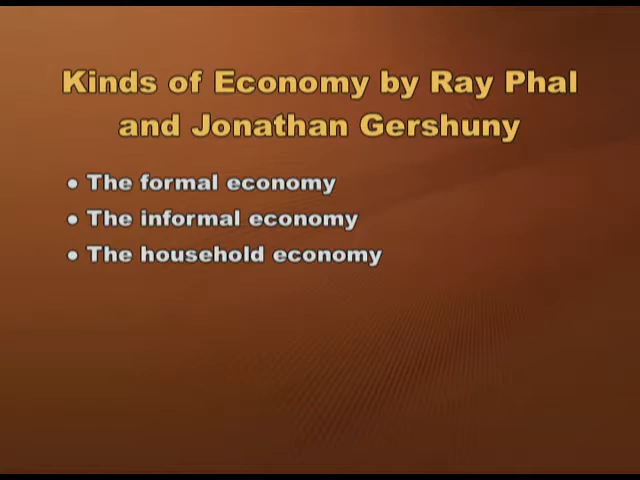 Kinds of Economy by Ray Phal
and Jonathan Gershuny
• The formal economy
• The informal economy
• The household economy